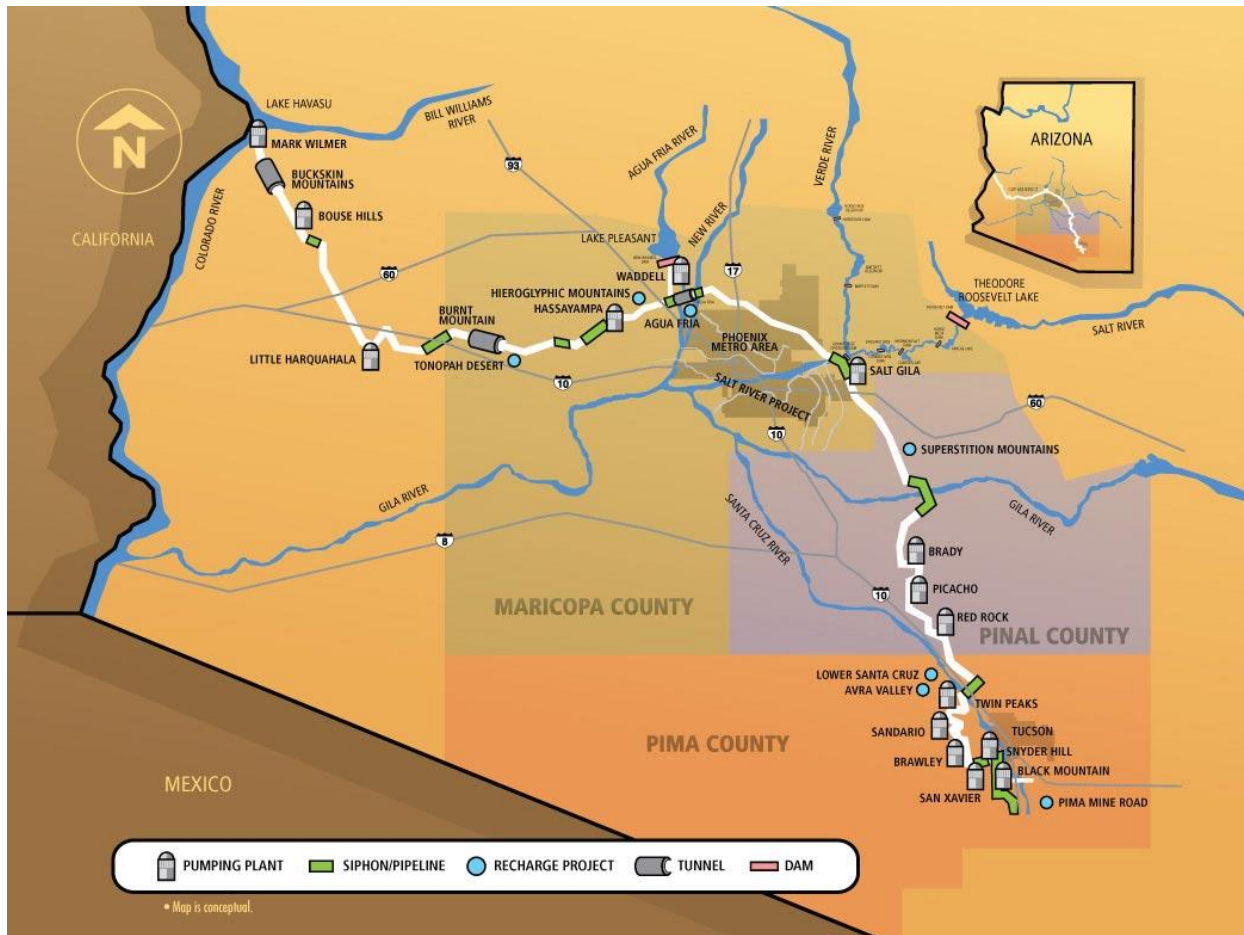 LAKE HAVASU
MARK WILMER
BUCKSKIN
MOUNTAINS
BOUSE HILLS
N
CALIFORNIA
COLORADO RIVER
BILL WILLIAMS
RIVER
93
60
AGUA FRIA RIVER
NEW RIVER
VERDE RIVER
LAKE PLEASANT
WADDELL
17
HIEROGLYPHIC MOUNTAINS
HASSAYAMPA
AGUA FRIA
BURNT
MOUNTAIN
LITTLE HARQUAHALA
TONOPAH DESERT
10
PHOENIX
METRO AREA
SALT RIVER PROJECT
10
SALT GILA
ARIZONA
THEODORE
ROOSEVELT LAKE
SALT RIVER
60
SUPERSTITION MOUNTAINS
GILA RIVER
GILA RIVER
SANTA CRUZ RIVER
8
10
BRADY
PICACHO
RED ROCK
MARICOPA COUNTY
PINAL COUNTY
LOWER SANTA CRUZ
AVRA VALLEY
TWIN PEAKS
SANDARIO
TUCSON
SNYDER HILL
BRAWLEY
BLACK MOUNTAIN
SAN XAVIER
PIMA MINE ROAD
PIMA COUNTY
MEXICO
PUMPING PLANT
SIPHON/PIPELINE
RECHARGE PROJECT
TUNNEL
DAM
• Map is conceptual.